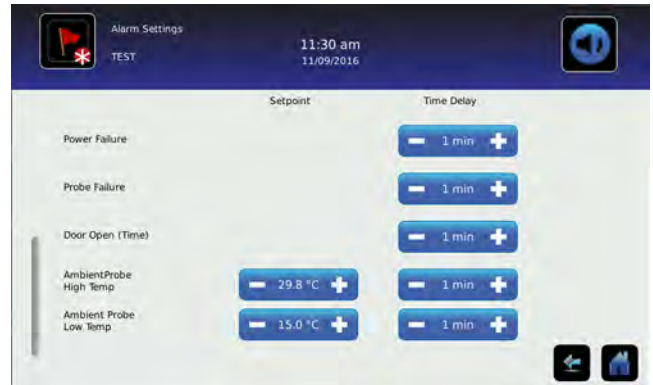 Alarm Settings
TEST
11:30 am
11/09/2016
Setpoint
Time Delay
Power Failure
1 min
Probe Failure
1 min
Door Open (Time)
1 min
AmbientProbe
High Temp
29.8 °C
1 min
Ambient Probe
Low Temp
15.0 °C
1 min